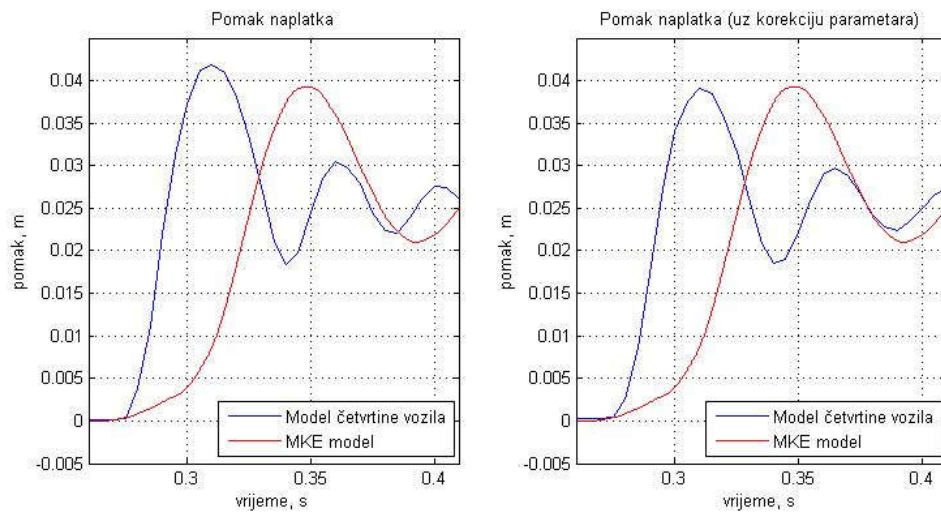 Pomak naplatka
0.04
0.035
0.03
0.025
0.02
0.015
0.01
0.005
0
-0.005
pomak, m
0.3
0.35
0.4
vrijeme, s
Model četvrtine vozila
MKE model
Pomak naplatka (uz korekciju parametara)
0.04
0.035
0.03
0.025
0.02
0.015
0.01
0.005
0
-0.005
pomak, m
0.3
0.35
0.4
vrijeme, s
Model četvrtine vozila
MKE model